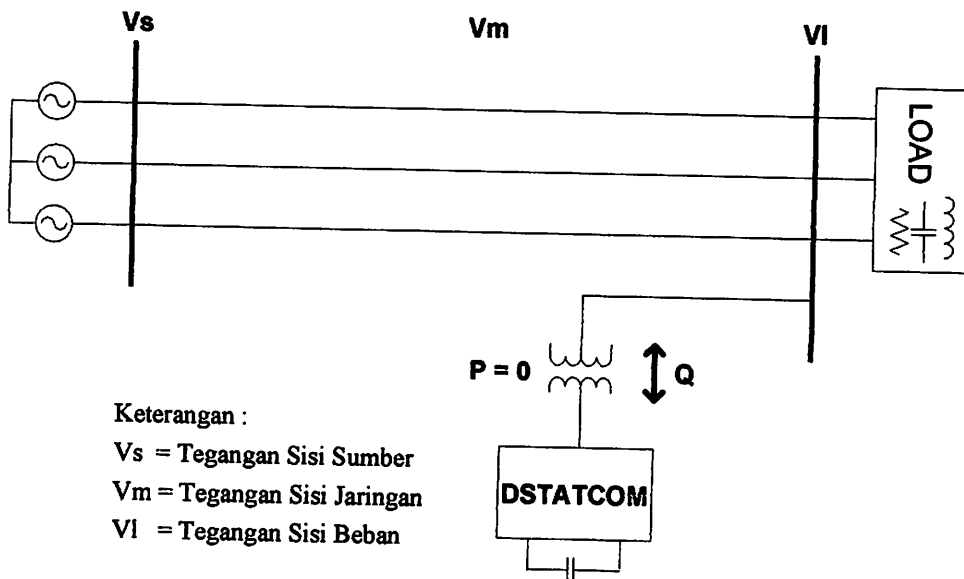 Vs
Vm
Vl
LOAD
P = 0
Q
Keterangan :
Vs = Tegangan Sisi Sumber
Vm = Tegangan Sisi Jaringan
Vl = Tegangan Sisi Beban
DSTATCOM